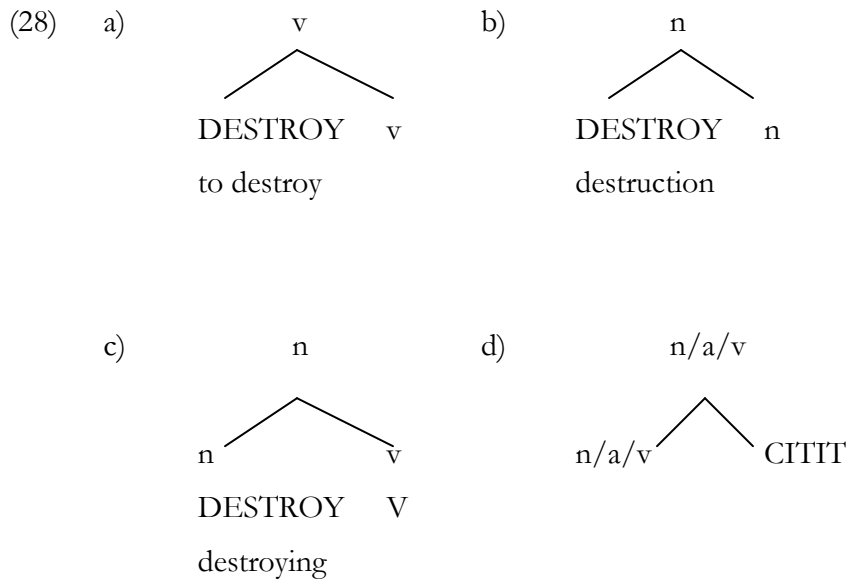 (28) a) v b) n
DESTROY v DESTROY n
to destroy destruction
c) n d) n/a/v
n v n/a/v CITIT
DESTROY V
destroying